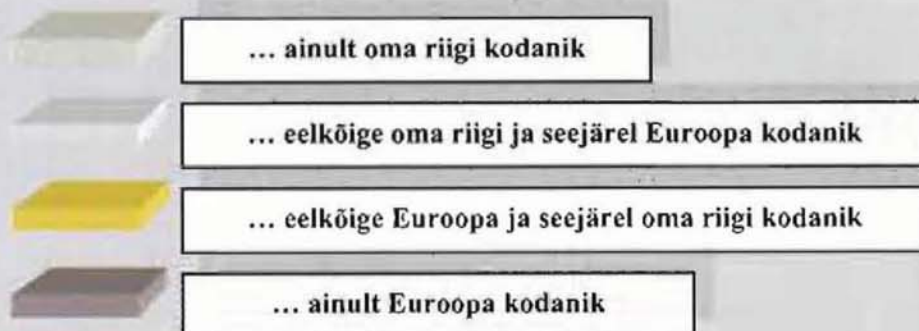 ... ainult oma riigi kodanik
... eelkõige oma riigi ja seejärel Euroopa kodanik
... eelkõige Euroopa ja seejärel oma riigi kodanik
... ainult Euroopa kodanik